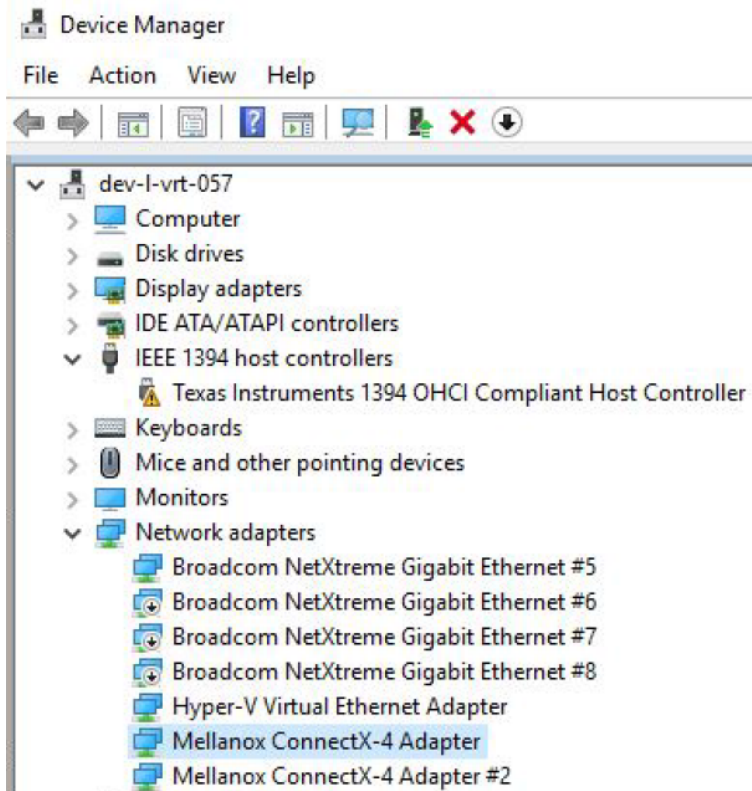 Device Manager
File Action View Help
dev-l-vrt-057
Computer
Disk drives
Display adapters
IDE ATA/ATAPI controllers
IEEE 1394 host controllers
Texas Instruments 1394 OHCI Compliant Host Controller
Keyboards
Mice and other pointing devices
Monitors
Network adapters
Broadcom NetXtreme Gigabit Ethernet #5
Broadcom NetXtreme Gigabit Ethernet #6
Broadcom NetXtreme Gigabit Ethernet #7
Broadcom NetXtreme Gigabit Ethernet #8
Hyper-V Virtual Ethernet Adapter
Mellanox ConnectX-4 Adapter
Mellanox ConnectX-4 Adapter #2